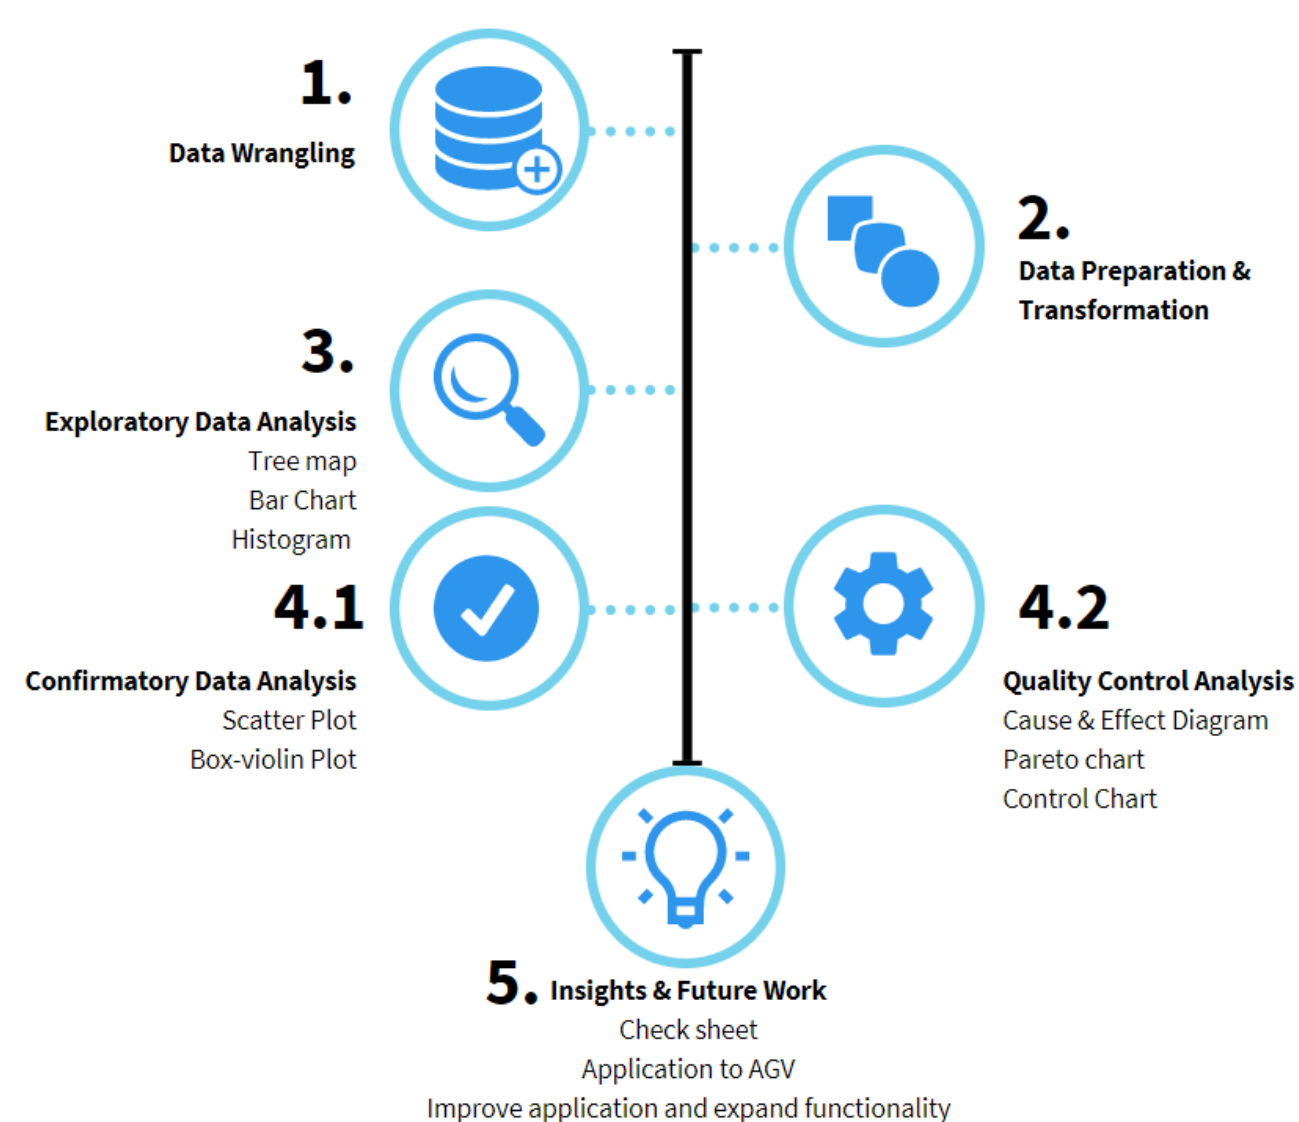 1.
Data Wrangling
2.
Data Preparation &
Transformation
3.
Exploratory Data Analysis
Tree map
Bar Chart
Histogram
4.1
Confirmatory Data Analysis
Scatter Plot
Box-violin Plot
4.2
Quality Control Analysis
Cause & Effect Diagram
Pareto chart
Control Chart
5. Insights & Future Work
Check sheet
Application to AGV
Improve application and expand functionality